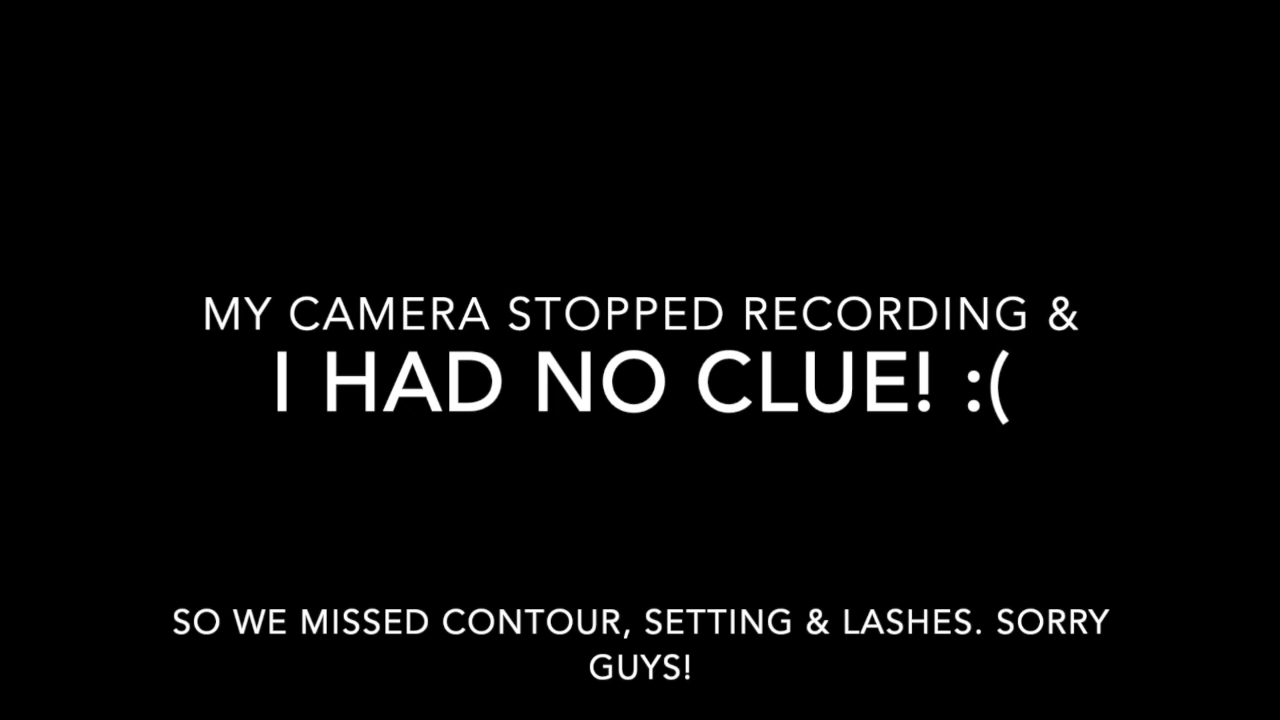 MY CAMERA STOPPED RECORDING &
I HAD NO CLUE! :(
SO WE MISSED CONTOUR, SETTING & LASHES. SORRY
GUYS!